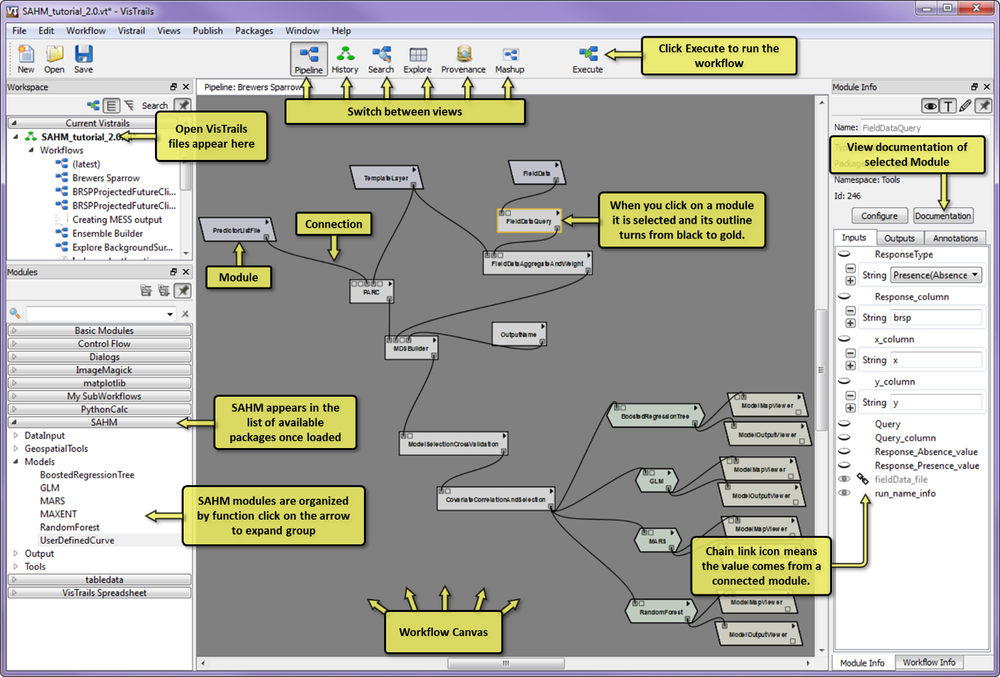 SAHM_tutorial_2.0.vt* - VisTrails
File Edit Workflow Vistrail Views Publish Packages Window Help
New Open Save Pipeline History Search Explore Provenance Mashup Execute
Click Execute to run the
workflow
Switch between views
Workspace
Search
Current Vistrails
SAHM_tutorial_2.0
Workflows
(latest)
Brewers Sparrow
BRSPProjectedFutureCli...
BRSPProjectedFutureCli...
Creating MESS output
Ensemble Builder
Explore BackgroundSur...
Open VisTrails
files appear here
Modules
Basic Modules
Control Flow
Dialogs
ImageMagick
matplotlib
My SubWorkflows
PythonCalc
SAHM
DataInput
GeospatialTools
Models
BoostedRegressionTree
GLM
MARS
MAXENT
RandomForest
UserDefinedCurve
Output
Tools
tabledata
VisTrails Spreadsheet
SAHM appears in the
list of available
packages once loaded
SAHM modules are organized
by function click on the arrow
to expand group
Pipeline: Brewers Sparrow
TemplateLayer
FieldData
PredictorListFile
FieldDataQuery
Connection
Module
When you click on a module
it is selected and its outline
turns from black to gold.
FieldDataAggregateAndWeight
PARC
OutputName
MDSBuilder
ModelSelectionCrossValidation
CovariateCorrelationAndSelection
BoostedRegressionTree
ModelMapViewer
ModelOutputViewer
GLM
ModelMapViewer
ModelOutputViewer
MARS
ModelMapViewer
RandomForest
ModelMapViewer
ModelOutputViewer
Workflow Canvas
Chain link icon means
the value comes from a
connected module.
Module Info
Name: FieldDataQuery
View documentation of
selected Module
Namespace: Tools
Id: 246
Configure Documentation
Inputs Outputs Annotations
ResponseType
String Presence(Absence
Response_column
String brsp
x_column
String x
y_column
String y
Query
Query_column
Response_Absence_value
Response_Presence_value
fieldData_file
run_name_info
Module Info Workflow Info